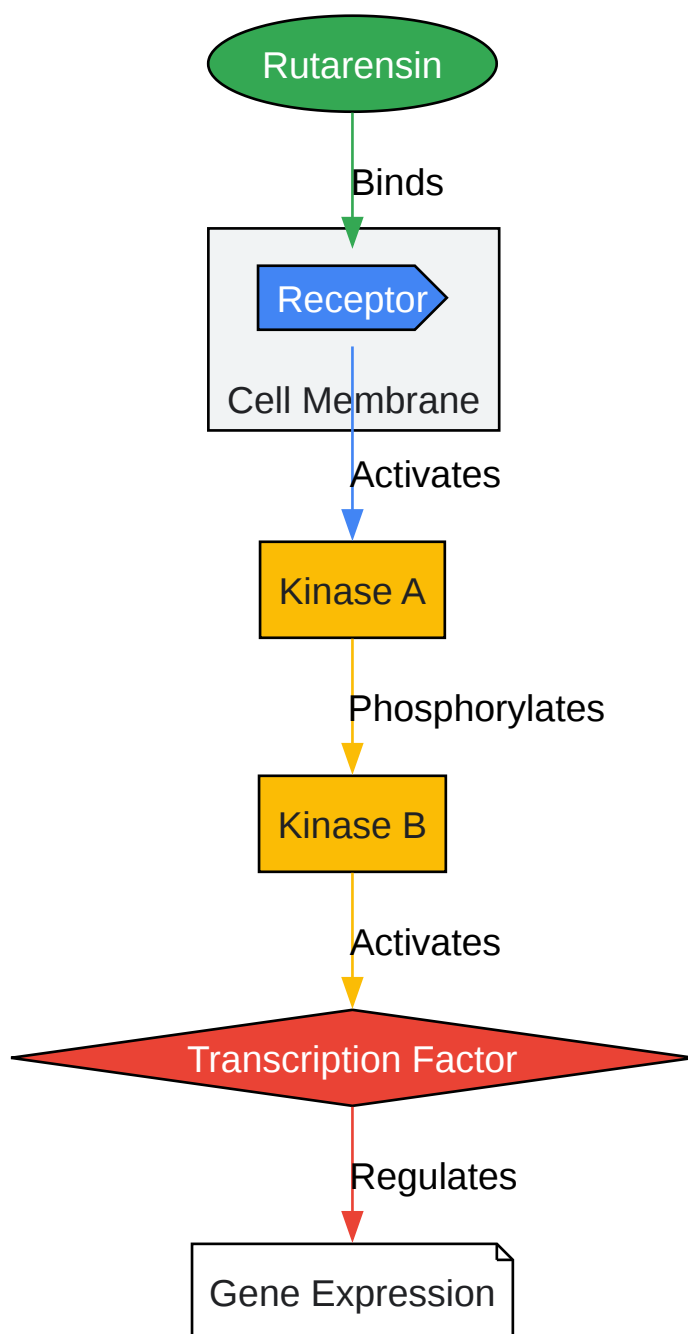 Rutarensin
Binds
Receptor
Cell Membrane
Activates
Kinase A
Phosphorylates
Kinase B
Activates
Transcription Factor
Regulates
Gene Expression